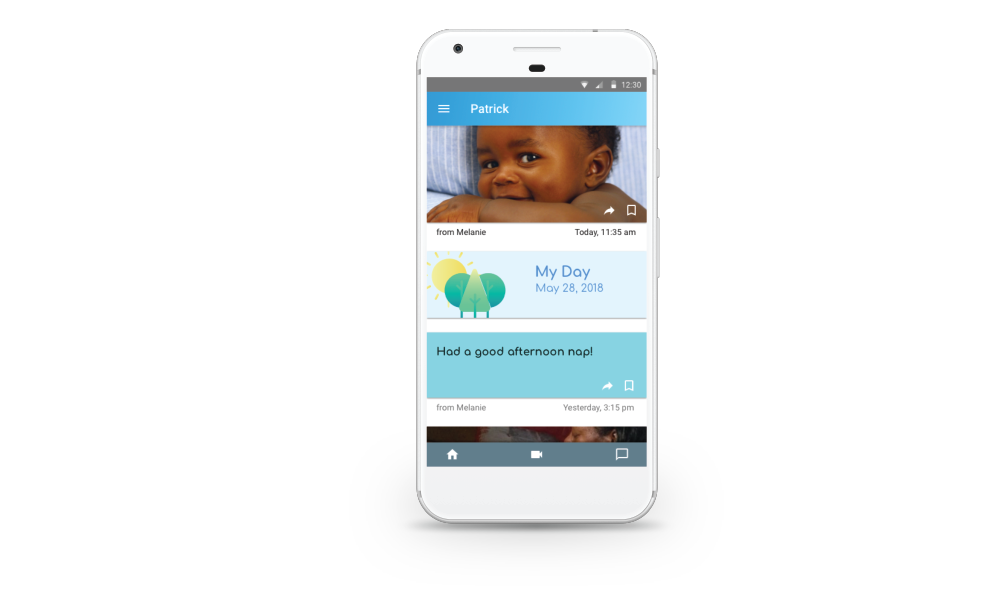 12:30
Patrick
from Melanie Today, 11:35 am
My Day
May 28, 2018
Had a good afternoon nap!
from Melanie Yesterday, 3:15 pm